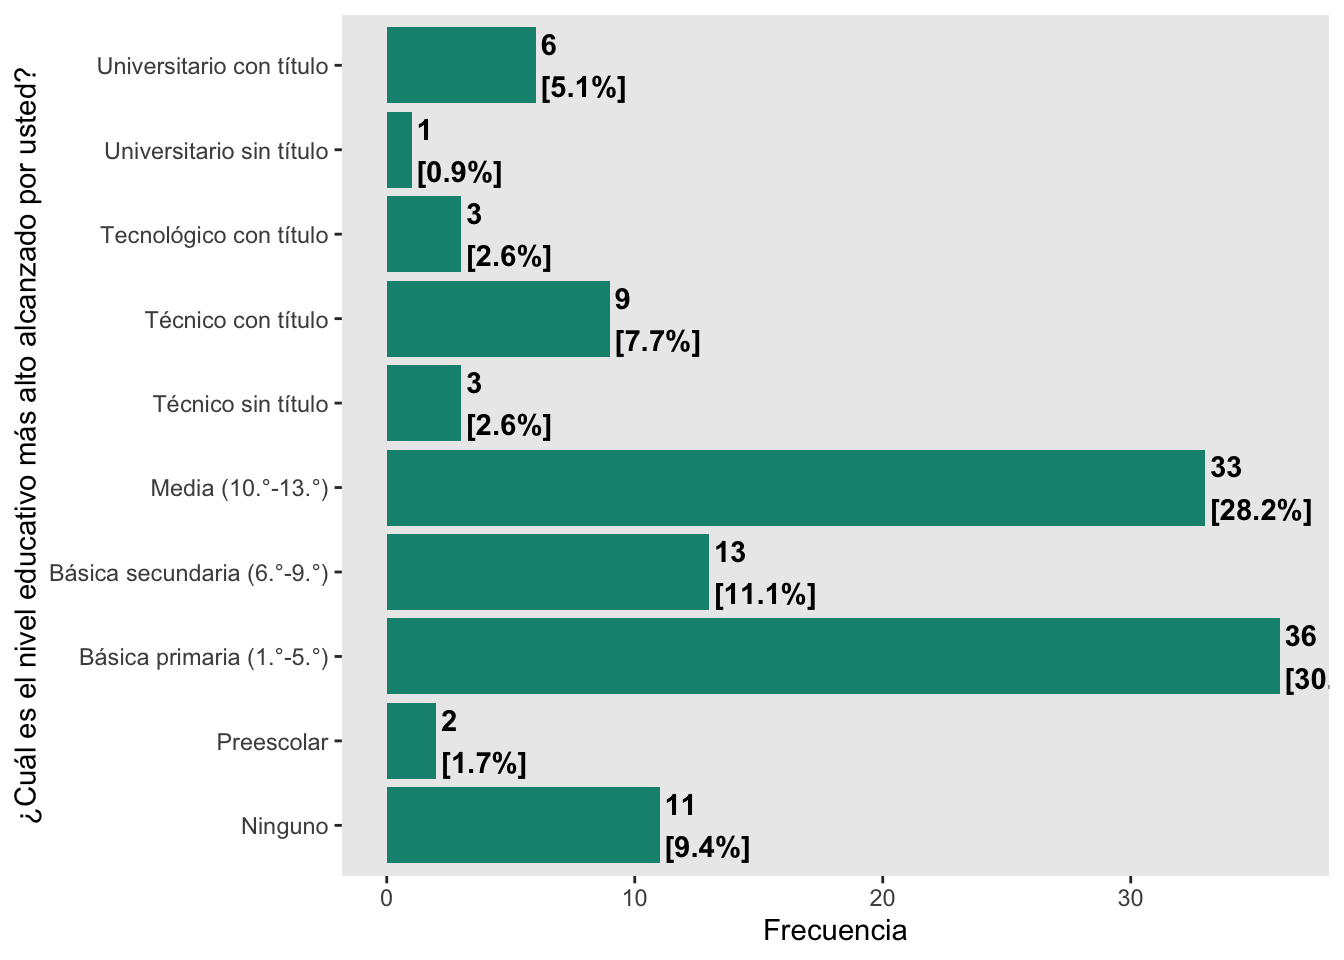 ¿Cuál es el nivel educativo más alto alcanzado por usted?
Universitario con título
6
[5.1%]
Universitario sin título
1
[0.9%]
Tecnológico con título
3
[2.6%]
Técnico con título
9
[7.7%]
Técnico sin título
3
[2.6%]
Media (10.°-13.°)
33
[28.2%]
Básica secundaria (6.°-9.°)
13
[11.1%]
Básica primaria (1.°-5.°)
36
[30.
Preescolar
2
[1.7%]
Ninguno
11
[9.4%]
0 10 20 30
Frecuencia